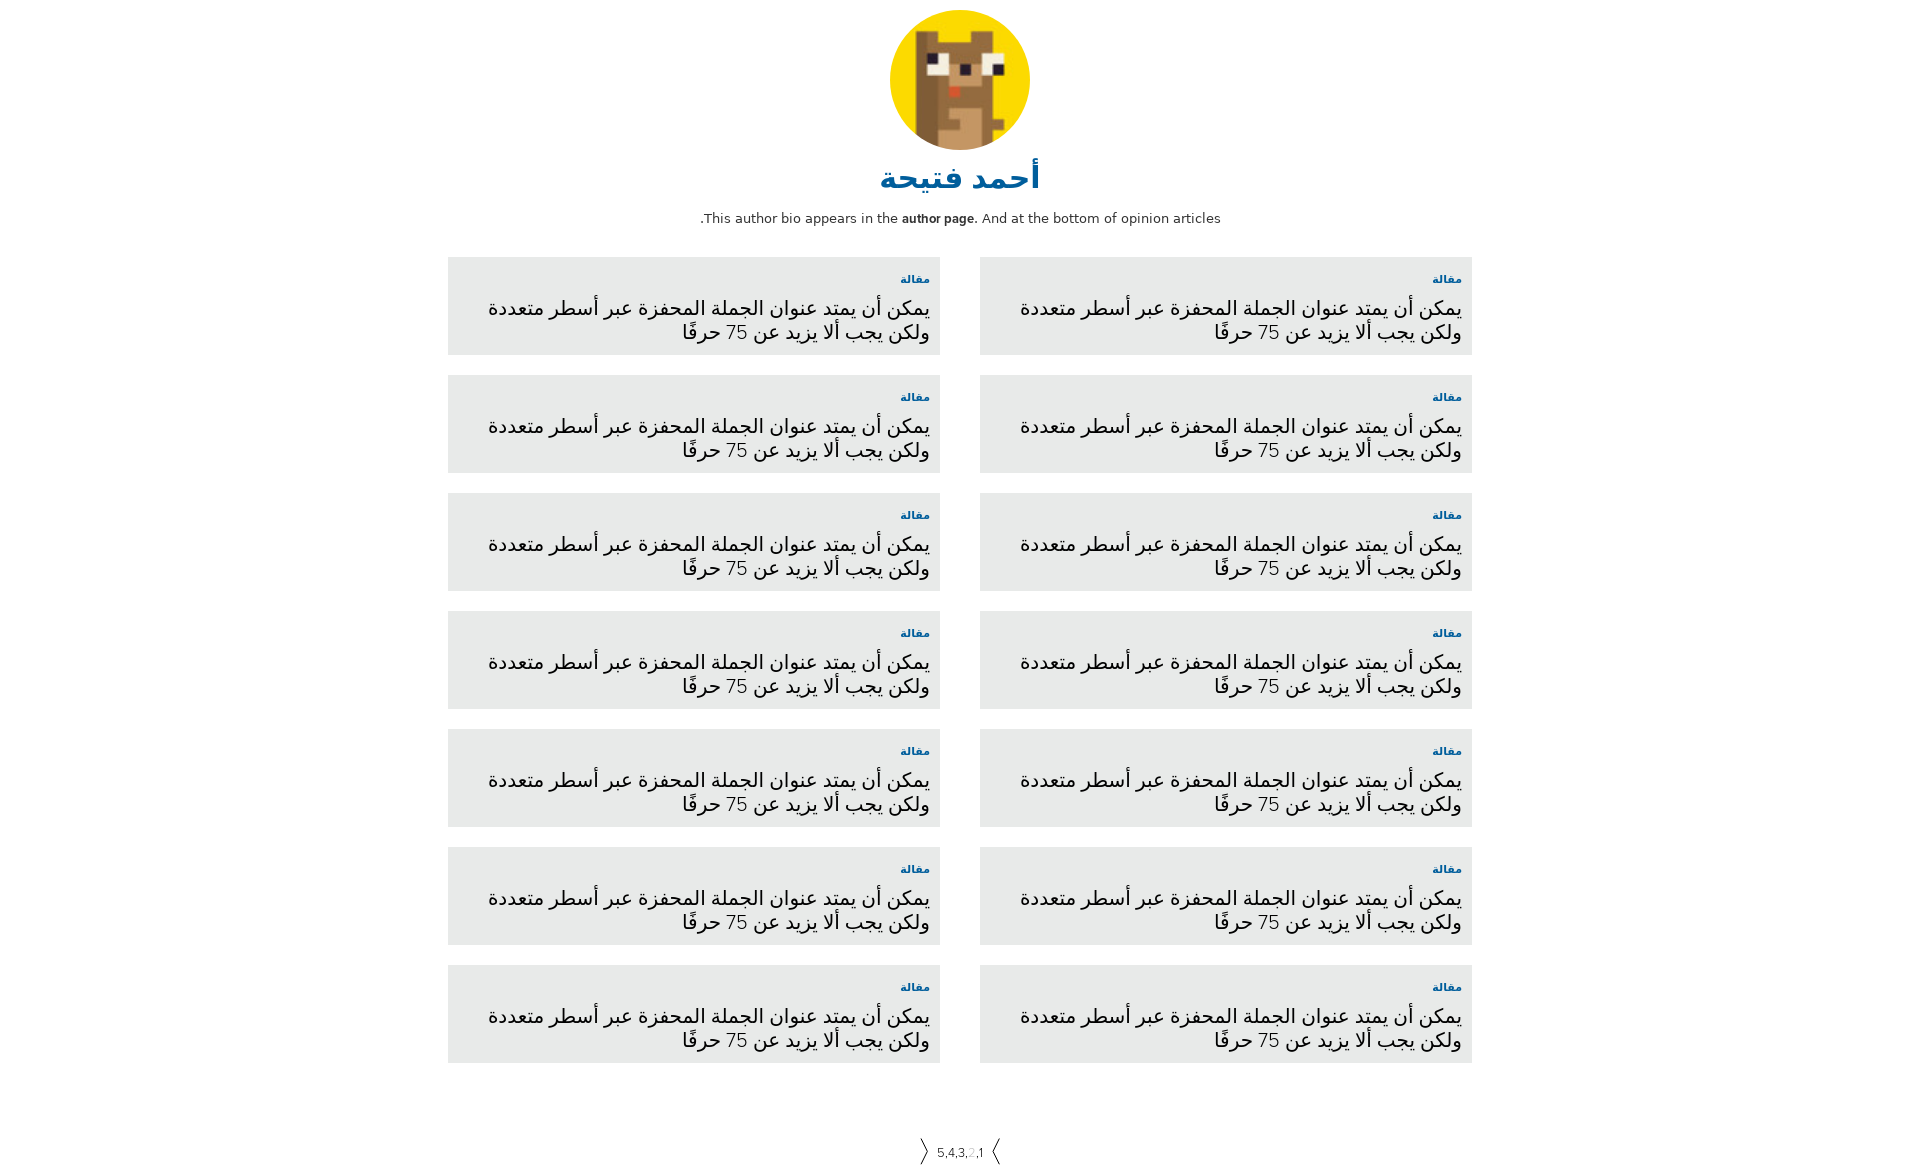 أحمد فتيحة
This author bio appears in the author page. And at the bottom of opinion articles.
مقالة
يمكن أن يمتد عنوان الجملة المحفزة عبر أسطر متعددة
ولكن يجب ألا يزيد عن 75 حرفًا
مقالة
يمكن أن يمتد عنوان الجملة المحفزة عبر أسطر متعددة
ولكن يجب ألا يزيد عن 75 حرفًا
مقالة
يمكن أن يمتد عنوان الجملة المحفزة عبر أسطر متعددة
ولكن يجب ألا يزيد عن 75 حرفًا
مقالة
يمكن أن يمتد عنوان الجملة المحفزة عبر أسطر متعددة
ولكن يجب ألا يزيد عن 75 حرفًا
مقالة
يمكن أن يمتد عنوان الجملة المحفزة عبر أسطر متعددة
ولكن يجب ألا يزيد عن 75 حرفًا
مقالة
يمكن أن يمتد عنوان الجملة المحفزة عبر أسطر متعددة
ولكن يجب ألا يزيد عن 75 حرفًا
مقالة
يمكن أن يمتد عنوان الجملة المحفزة عبر أسطر متعددة
ولكن يجب ألا يزيد عن 75 حرفًا
مقالة
يمكن أن يمتد عنوان الجملة المحفزة عبر أسطر متعددة
ولكن يجب ألا يزيد عن 75 حرفًا
مقالة
يمكن أن يمتد عنوان الجملة المحفزة عبر أسطر متعددة
ولكن يجب ألا يزيد عن 75 حرفًا
مقالة
يمكن أن يمتد عنوان الجملة المحفزة عبر أسطر متعددة
ولكن يجب ألا يزيد عن 75 حرفًا
مقالة
يمكن أن يمتد عنوان الجملة المحفزة عبر أسطر متعددة
ولكن يجب ألا يزيد عن 75 حرفًا
مقالة
يمكن أن يمتد عنوان الجملة المحفزة عبر أسطر متعددة
ولكن يجب ألا يزيد عن 75 حرفًا
مقالة
يمكن أن يمتد عنوان الجملة المحفزة عبر أسطر متعددة
ولكن يجب ألا يزيد عن 75 حرفًا
مقالة
يمكن أن يمتد عنوان الجملة المحفزة عبر أسطر متعددة
ولكن يجب ألا يزيد عن 75 حرفًا
5,4,3,2,1